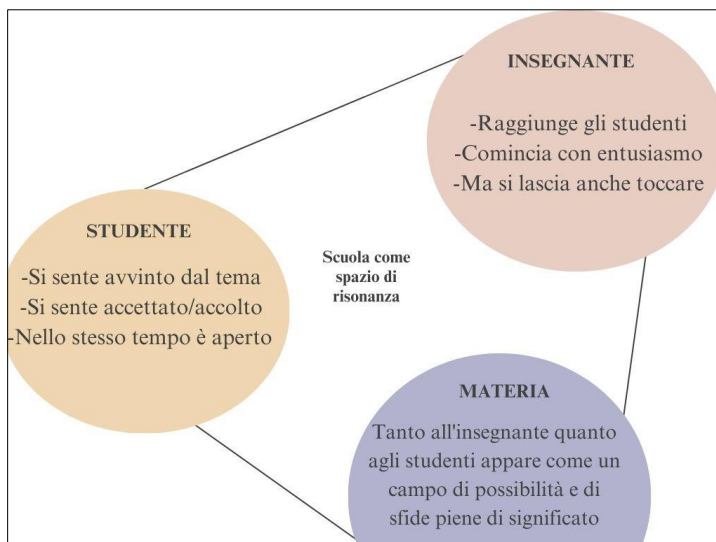 INSEGNANTE
-Raggiunge gli studenti
-Comincia con entusiasmo
-Ma si lascia anche toccare
STUDENTE
-Si sente avvinto dal tema
-Si sente accettato/accolto
-Nello stesso tempo è aperto
Scuola come
spazio di
risonanza
MATERIA
Tanto all'insegnante quanto
agli studenti appare come un
campo di possibilità e di
sfide piene di significato